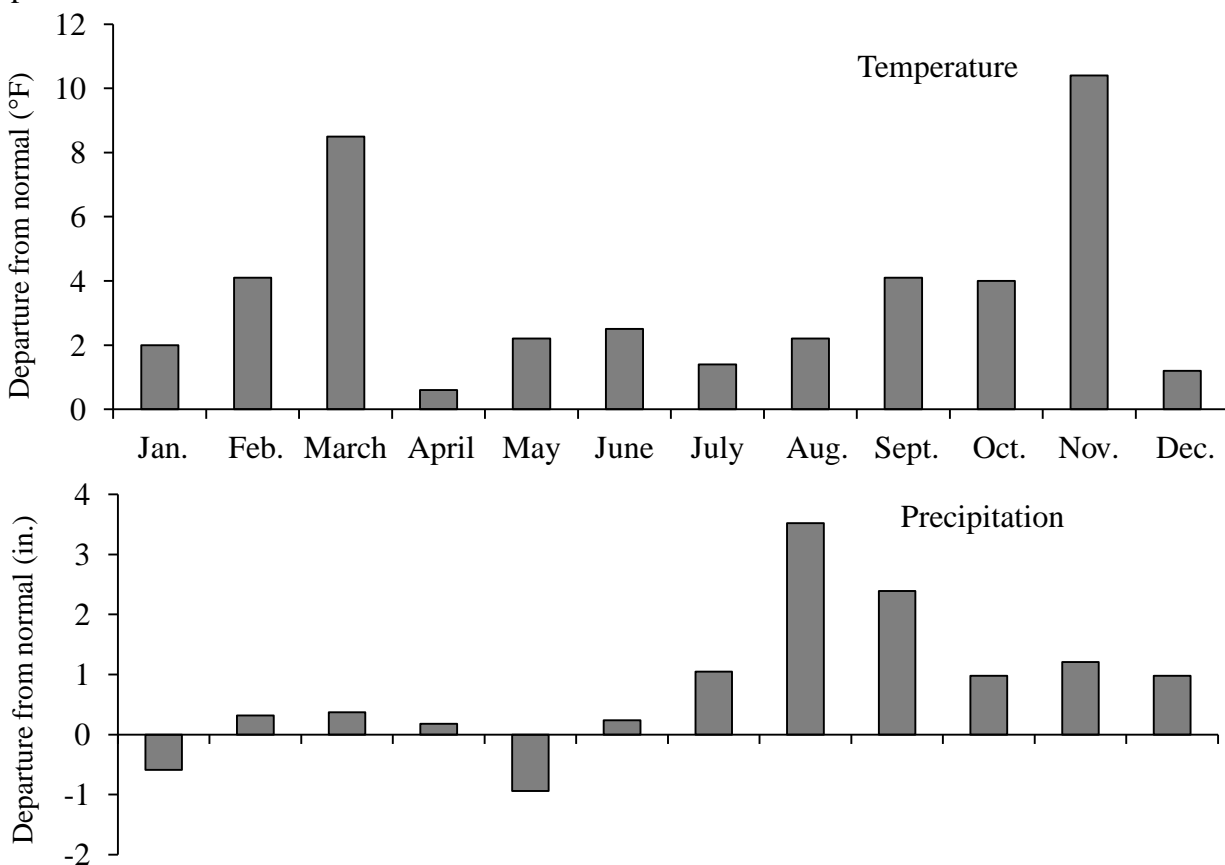 12
10
8
6
4
2
0
Departure from normal (°F)
Temperature
Jan. Feb. March April May June July Aug. Sept. Oct. Nov. Dec.
4
3
2
1
0
-1
-2
Departure from normal (in.)
Precipitation